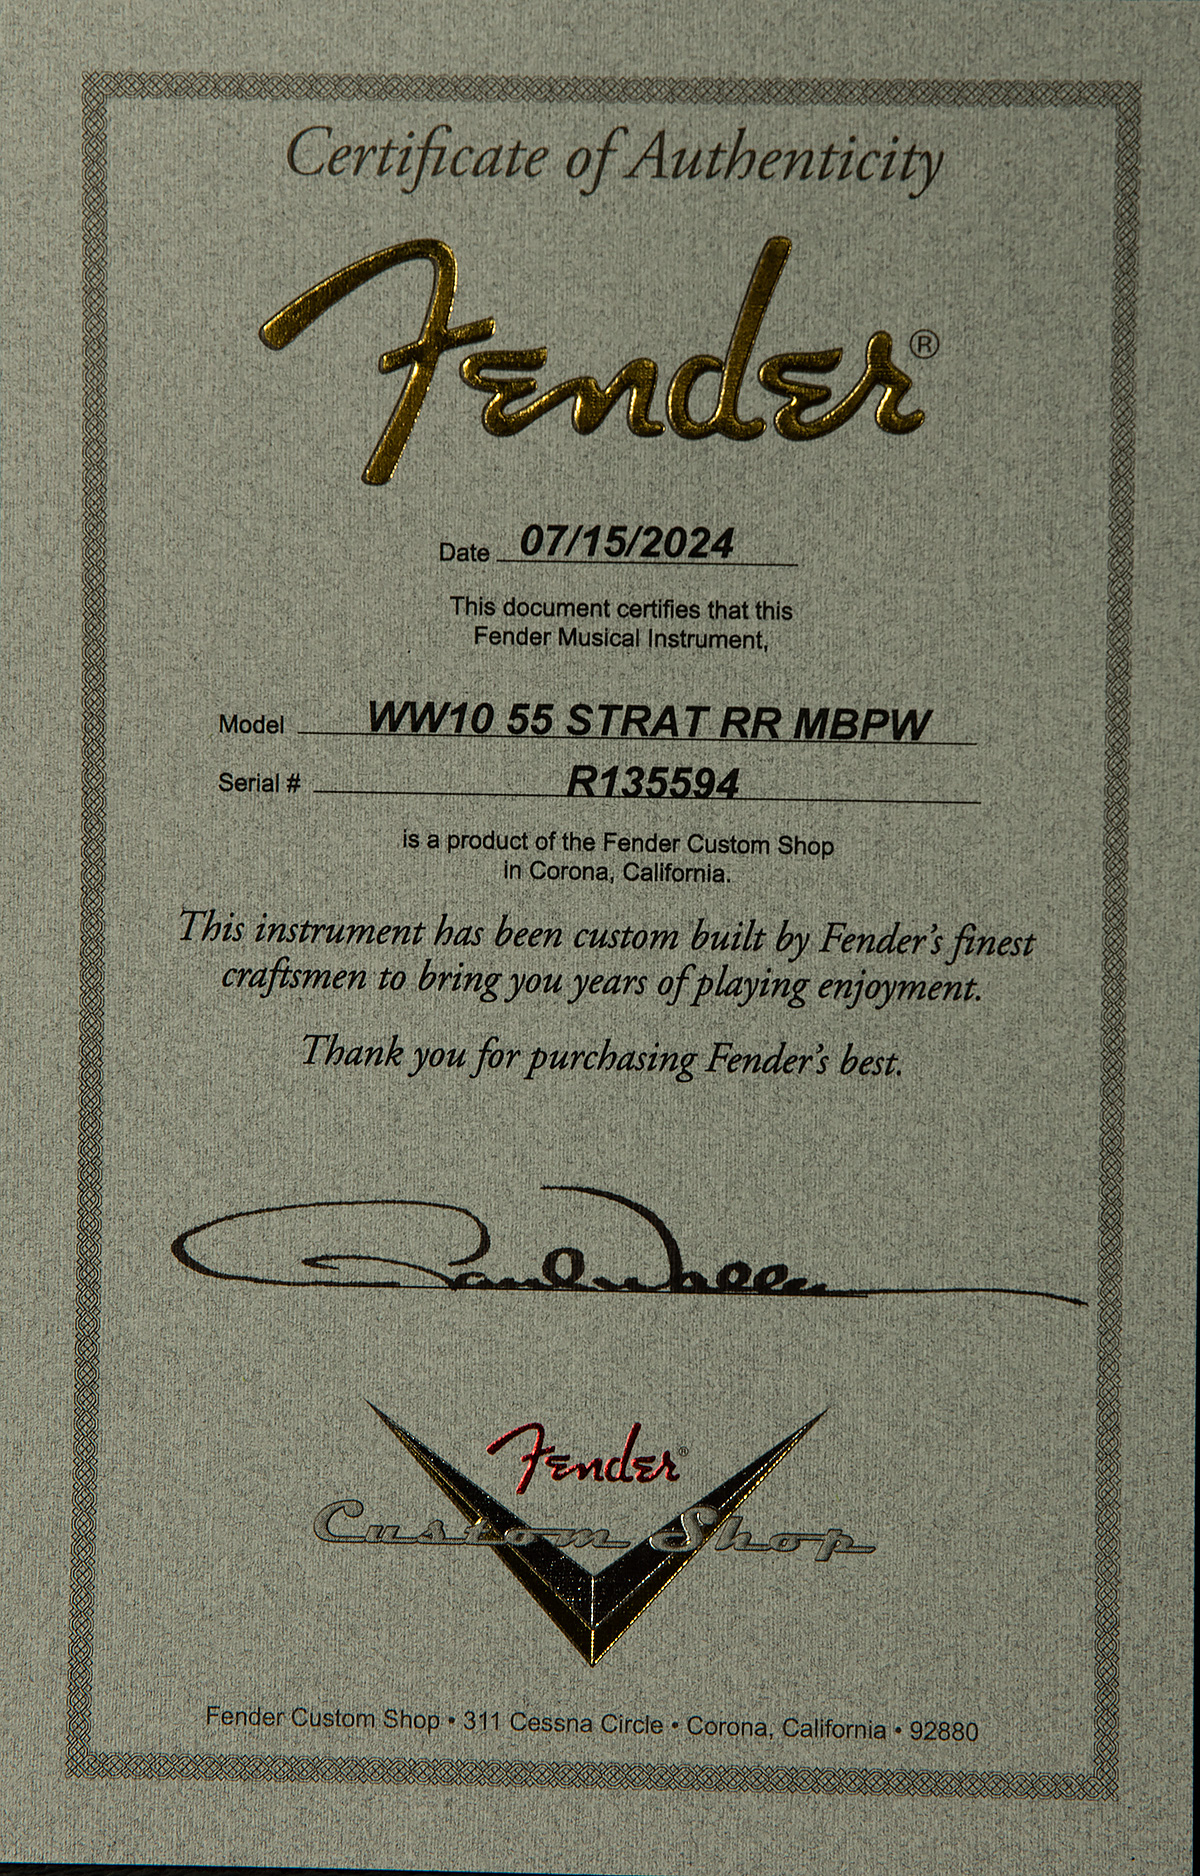 Certificate of Authenticity
Fender®
Date 07/15/2024
This document certifies that this
Fender Musical Instrument,
Model WW10 55 STRAT RR MBPW
Serial # R135594
is a product of the Fender Custom Shop
in Corona, California.
This instrument has been custom built by Fender's finest
craftsmen to bring you years of playing enjoyment.
Thank you for purchasing Fender's best.
Paul Waller
Fender®
Custom Shop
Fender Custom Shop • 311 Cessna Circle • Corona, California • 92880